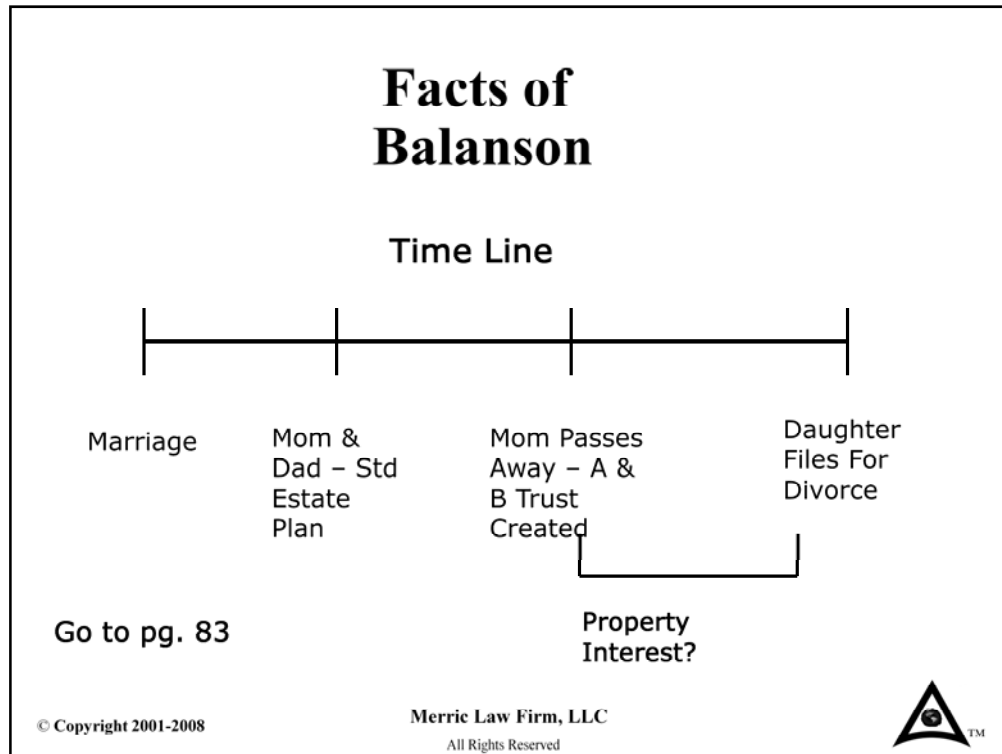 Facts of
Balanson
Time Line
Marriage
Mom &
Dad – Std
Estate
Plan
Mom Passes
Away – A &
B Trust
Created
Daughter
Files For
Divorce
Property
Interest?
Go to pg. 83
© Copyright 2001-2008
Merric Law Firm, LLC
All Rights Reserved
TM